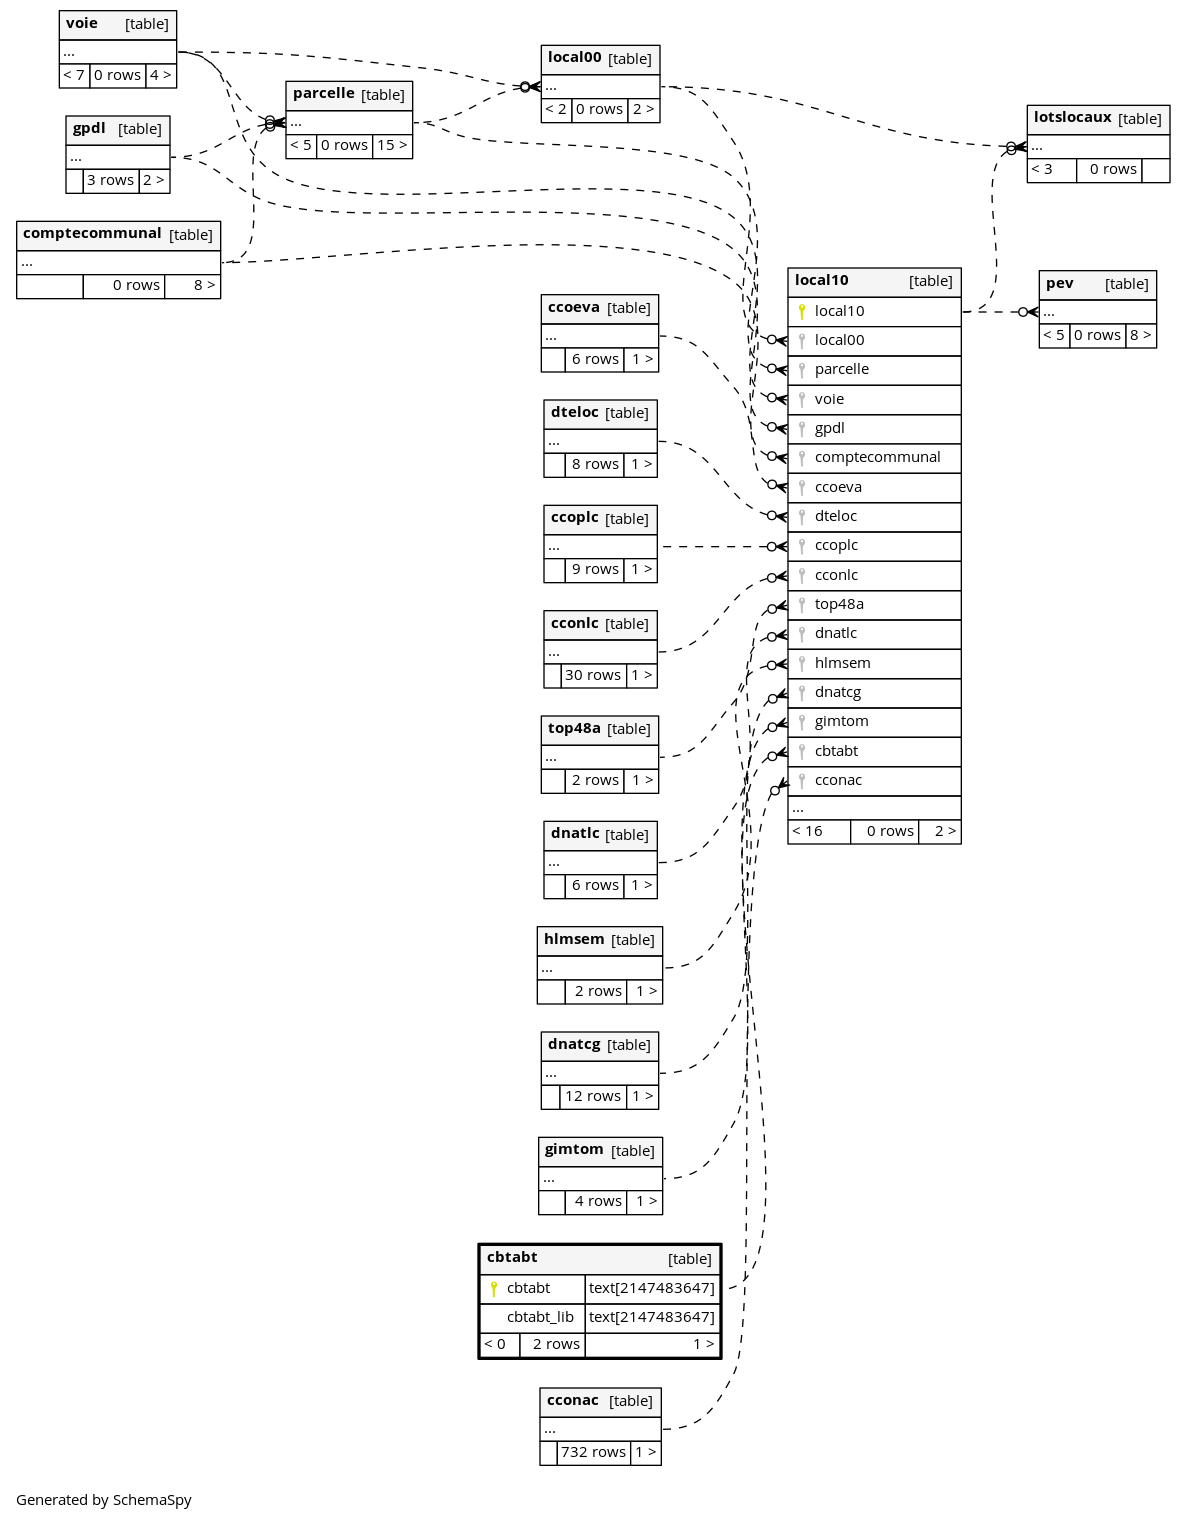 voie [table]
...
< 7 0 rows 4 >
gpdl [table]
...
3 rows 2 >
comptecommunal [table]
...
0 rows 8 >
parcelle [table]
...
< 5 0 rows 15 >
local00 [table]
...
< 2 0 rows 2 >
lotslocaux [table]
...
< 3 0 rows
pev [table]
...
< 5 0 rows 8 >
local10 [table]
local10
local00
parcelle
voie
gpdl
comptecommunal
ccoeva
dteloc
ccoplc
cconlc
top48a
dnatlc
hlmsem
dnatcg
gimtom
cbtabt
cconac
...
< 16 0 rows 2 >
ccoeva [table]
...
6 rows 1 >
dteloc [table]
...
8 rows 1 >
ccoplc [table]
...
9 rows 1 >
cconlc [table]
...
30 rows 1 >
top48a [table]
...
2 rows 1 >
dnatlc [table]
...
6 rows 1 >
hlmsem [table]
...
2 rows 1 >
dnatcg [table]
...
12 rows 1 >
gimtom [table]
...
4 rows 1 >
cbtabt [table]
cbtabt text[2147483647]
cbtabt_lib text[2147483647]
< 0 2 rows 1 >
cconac [table]
...
732 rows 1 >
Generated by SchemaSpy